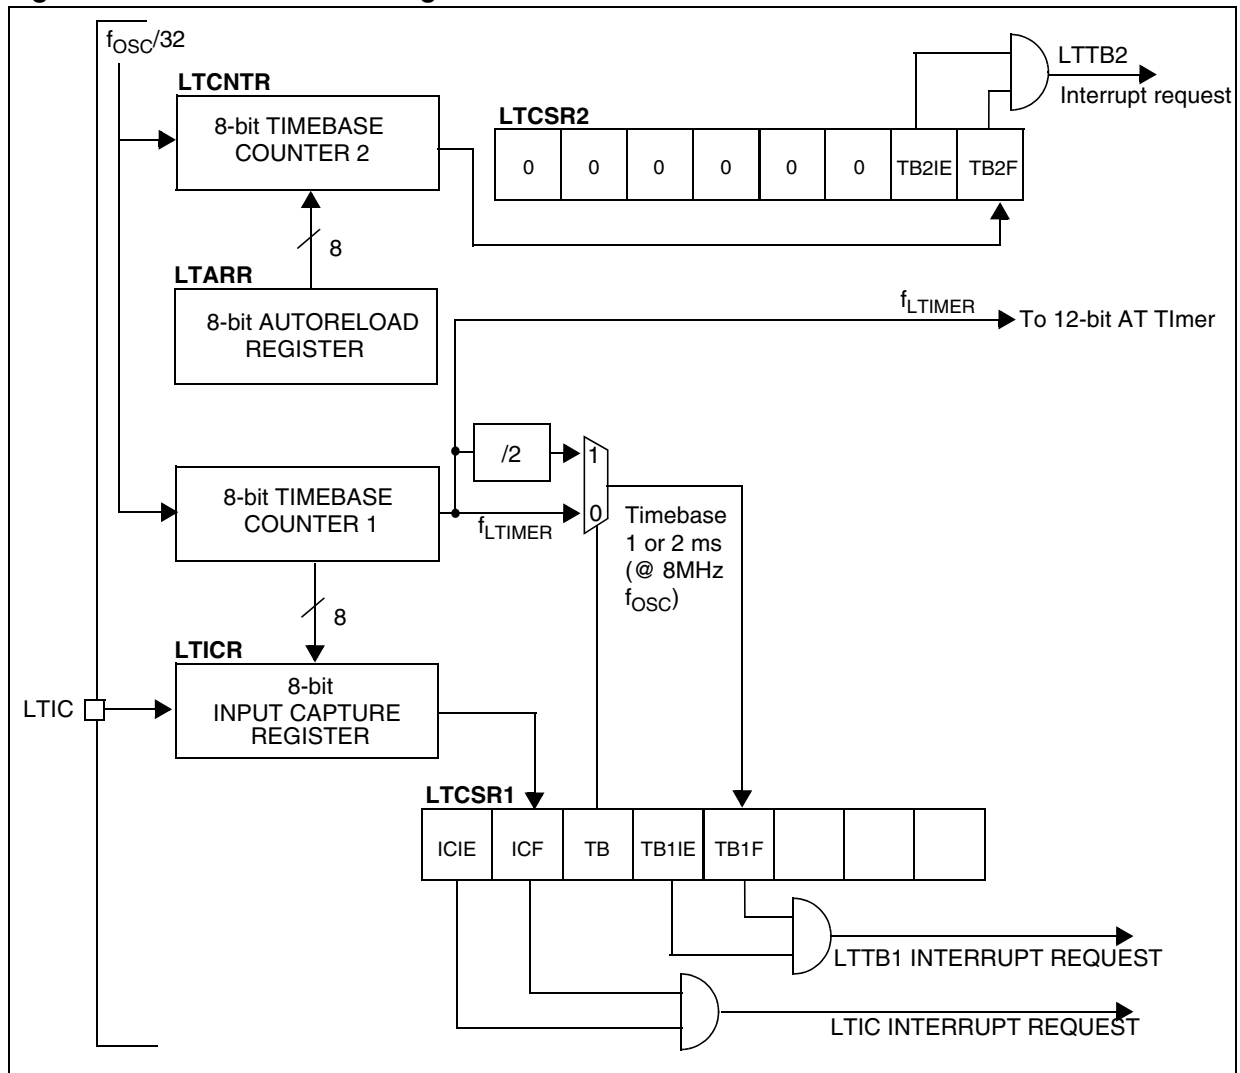 fOSC/32
LTCNTR
8-bit TIMEBASE
COUNTER 2
8
LTARR
8-bit AUTORELOAD
REGISTER
LTCSR2
0 0 0 0 0 0 TB2IE TB2F
LTTB2
Interrupt request
fLTIMER
To 12-bit AT TImer
8-bit TIMEBASE
COUNTER 1
/2
1
0
fLTIMER
Timebase
1 or 2 ms
(@ 8MHz
fOSC)
8
LTICR
LTIC
8-bit
INPUT CAPTURE
REGISTER
LTCSR1
ICIE ICF TB TB1IE TB1F
LTTB1 INTERRUPT REQUEST
LTIC INTERRUPT REQUEST